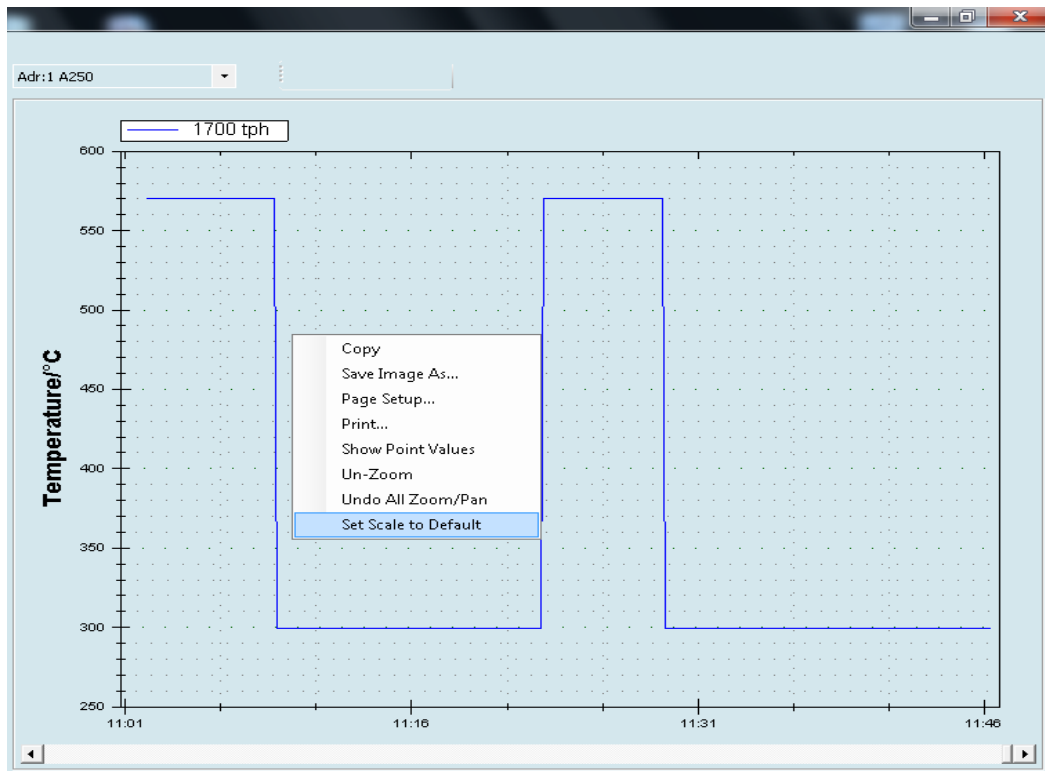 Adr:1 A250
1700 tph
600
550
500
450
400
350
300
250
Temperature/°C
Copy
Save Image As...
Page Setup...
Print...
Show Point Values
Un-Zoom
Undo All Zoom/Pan
Set Scale to Default
11:01
11:16
11:31
11:46